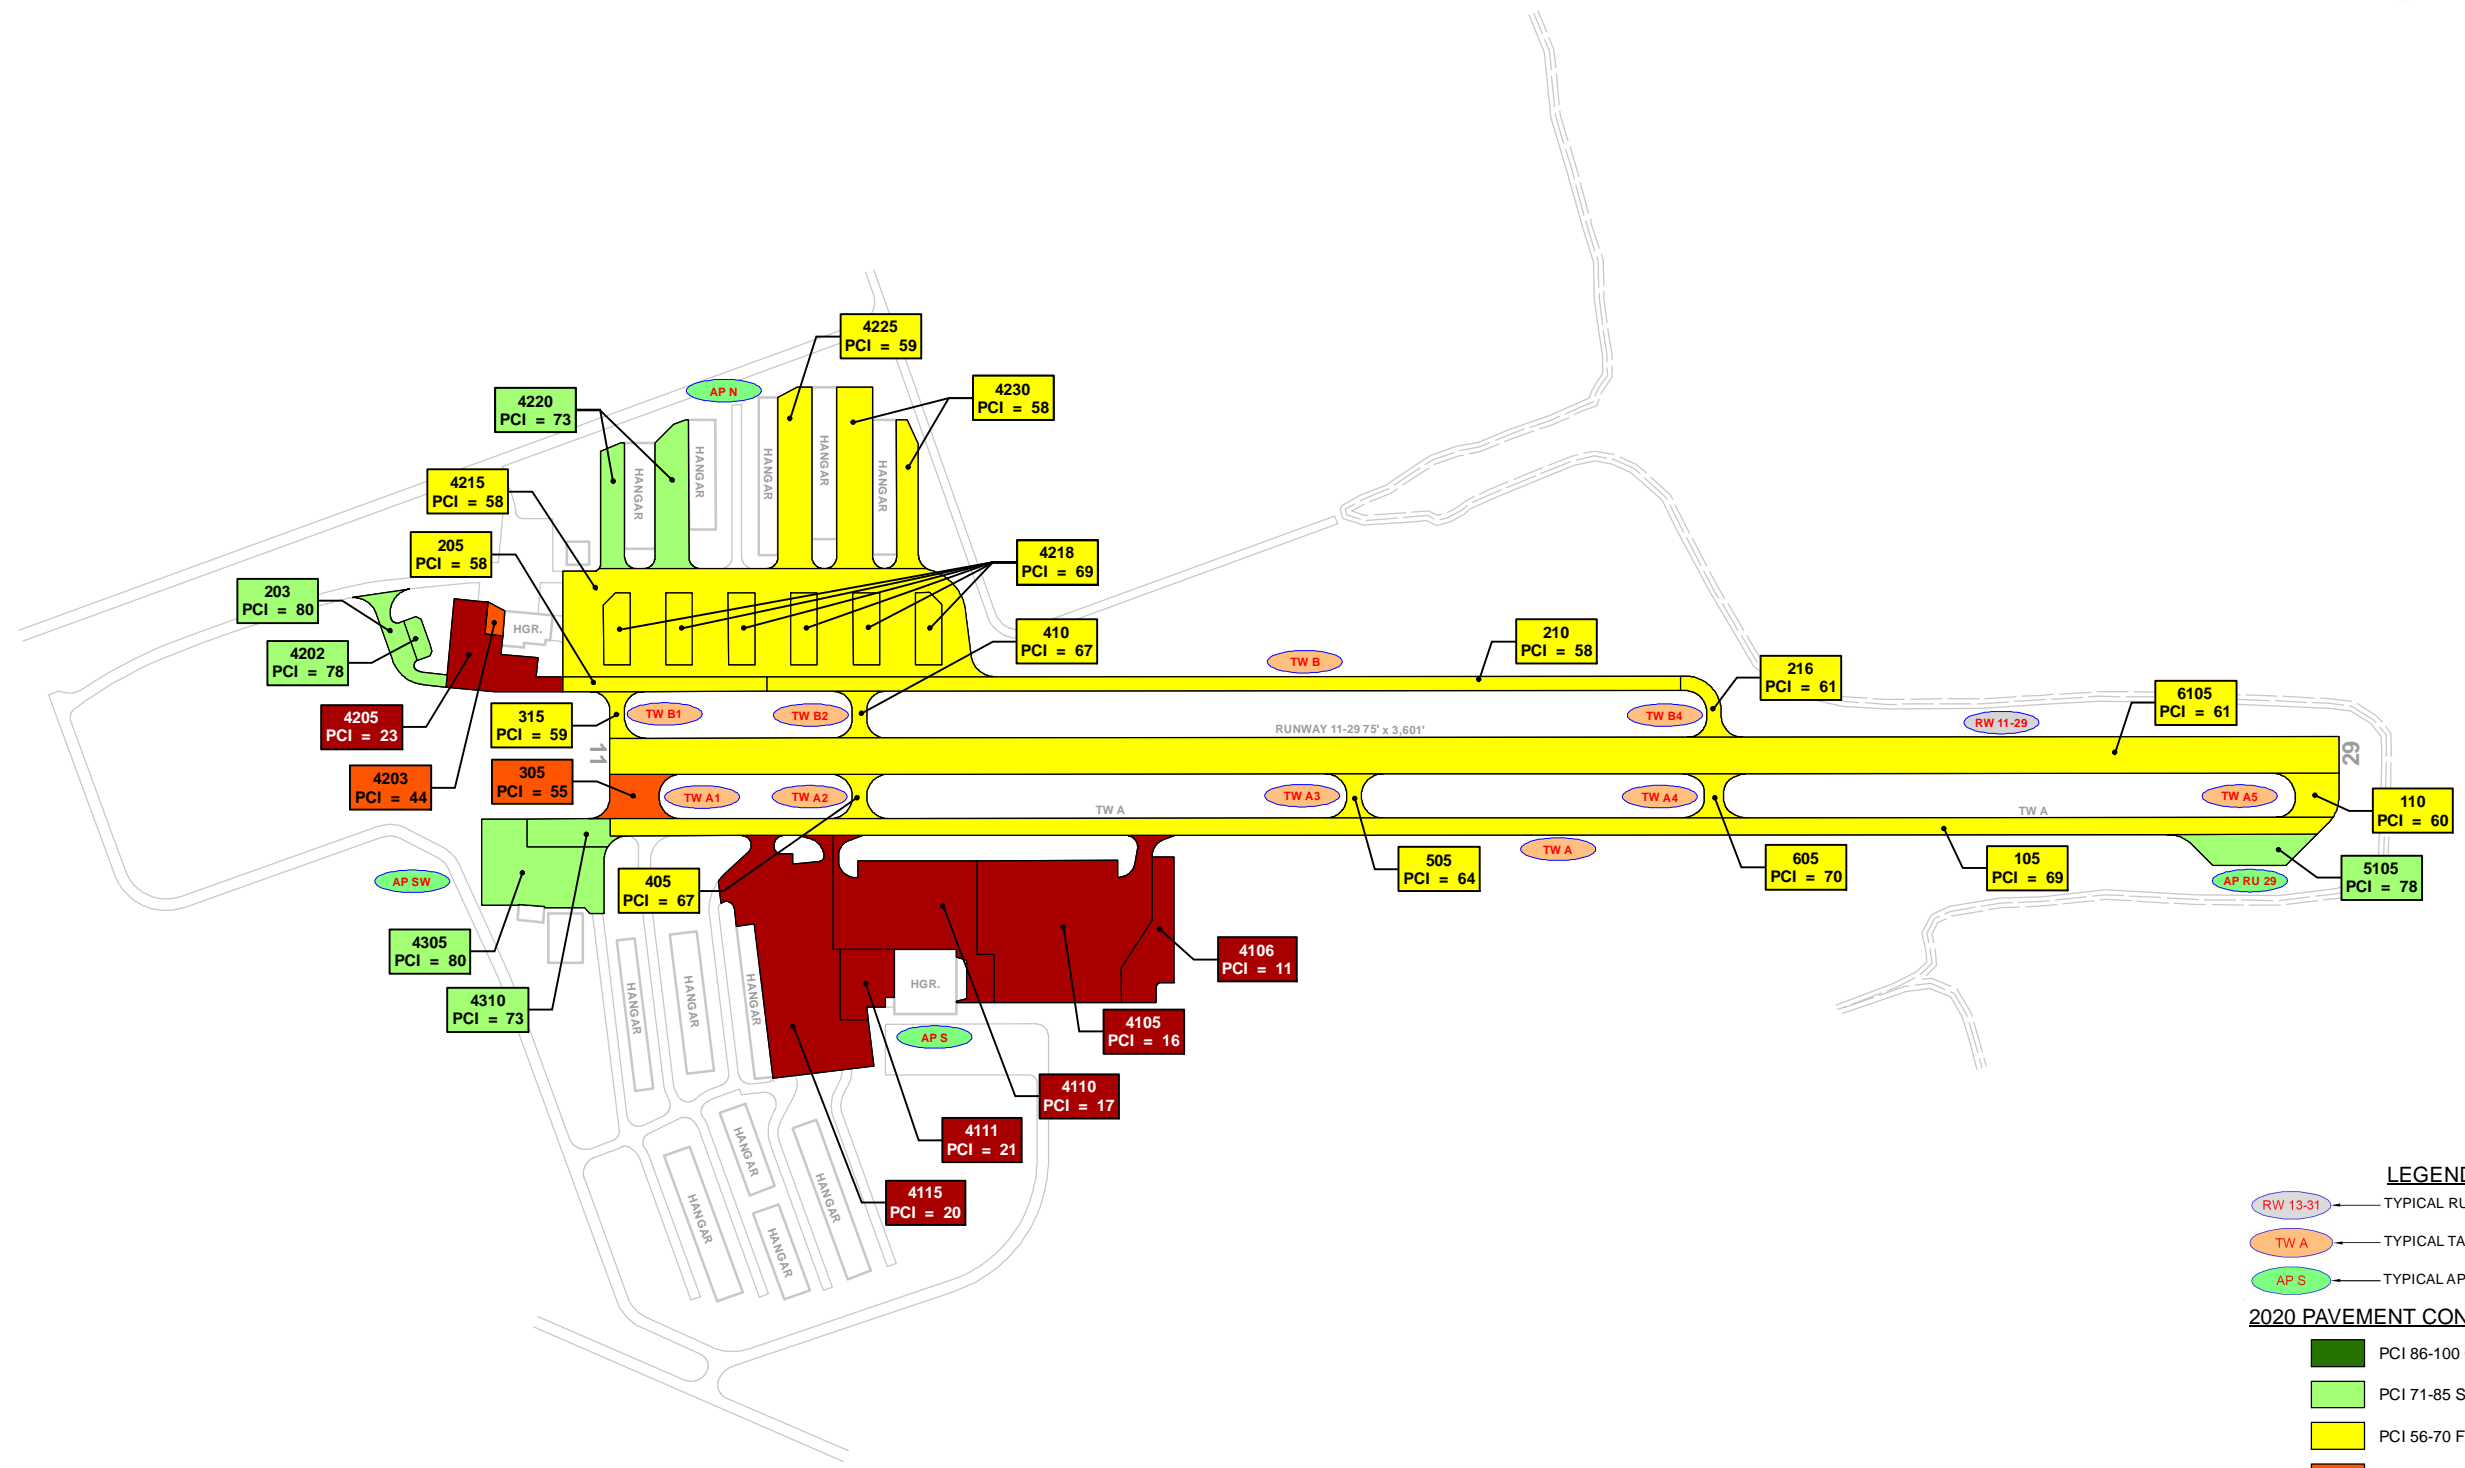 4225
PCI = 59
4230
PCI = 58
AP N
4220
PCI = 73
HANGAR
HANGAR
HANGAR
HANGAR
HANGAR
4215
PCI = 58
205
PCI = 58
4218
PCI = 69
203
PCI = 80
HGR.
4202
PCI = 78
410
PCI = 67
210
PCI = 58
TW B
216
PCI = 61
6105
PCI = 61
4205
PCI = 23
315
PCI = 59
TW B1
TW B2
TW B4
RW 11-29
RUNWAY 11-29 75' x 3,601'
11
29
4203
PCI = 44
305
PCI = 55
TW A1
TW A2
TW A3
TW A4
TW A5
TW A
TW A
110
PCI = 60
TW A
505
PCI = 64
605
PCI = 70
105
PCI = 69
5105
PCI = 78
AP RU 29
AP SW
405
PCI = 67
4305
PCI = 80
4310
PCI = 73
HANGAR
HANGAR
HANGAR
HGR.
4106
PCI = 11
4105
PCI = 16
AP S
4110
PCI = 17
4111
PCI = 21
4115
PCI = 20
HANGAR
HANGAR
HANGAR
HANGAR
LEGEND
RW 13-31
TYPICAL RU
TW A
TYPICAL TA
AP S
TYPICAL AP
2020 PAVEMENT CON
PCI 86-100
PCI 71-85 S
PCI 56-70 F